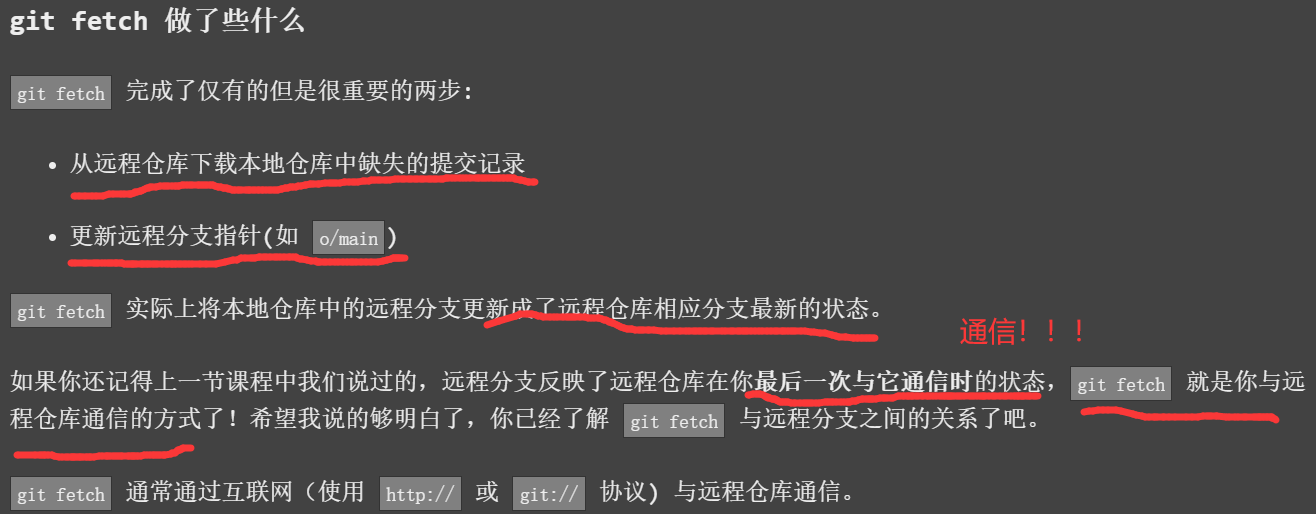 git fetch 做了些什么
git fetch 完成了仅有的但是很重要的两步:
• 从远程仓库下载本地仓库中缺失的提交记录
• 更新远程分支指针(如 o/main)
git fetch 实际上将本地仓库中的远程分支更新成了远程仓库相应分支最新的状态。
通信！！！
如果你还记得上一节课程中我们说过的，远程分支反映了远程仓库在你最后一次与它通信时的状态，git fetch 就是你与远
程仓库通信的方式了！希望我说的够明白了，你已经了解 git fetch 与远程分支之间的关系了吧。
git fetch 通常通过互联网（使用 http:// 或 git:// 协议）与远程仓库通信。